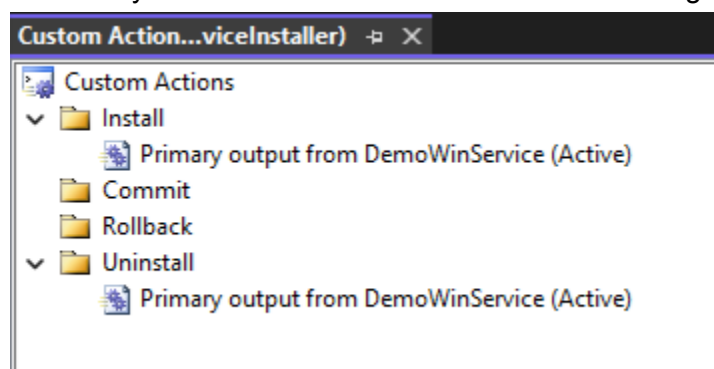 Custom Action...viceInstaller)
Custom Actions
Install
Primary output from DemoWinService (Active)
Commit
Rollback
Uninstall
Primary output from DemoWinService (Active)